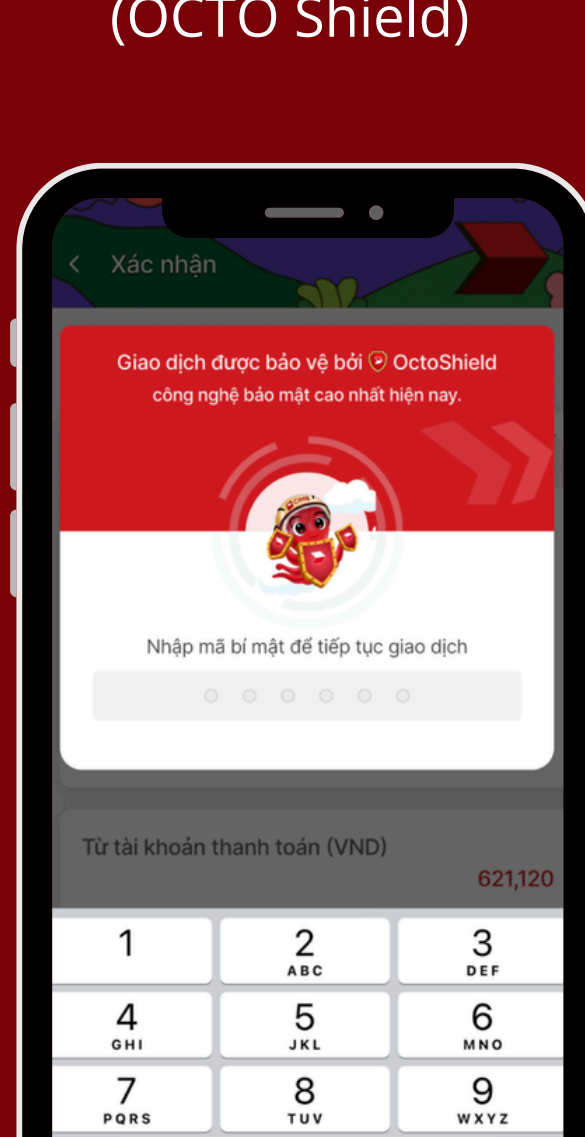 (OCTO Shield)
Xác nhận
Giao dịch được bảo vệ bởi OctoShield
công nghệ bảo mật cao nhất hiện nay.
CIMB
Nhập mã bí mật để tiếp tục giao dịch
Từ tài khoản thanh toán (VND)
621,120
1 2 3
ABC DEF
4 5 6
GHI JKL MNO
7 8 9
PQRS TUV WXYZ